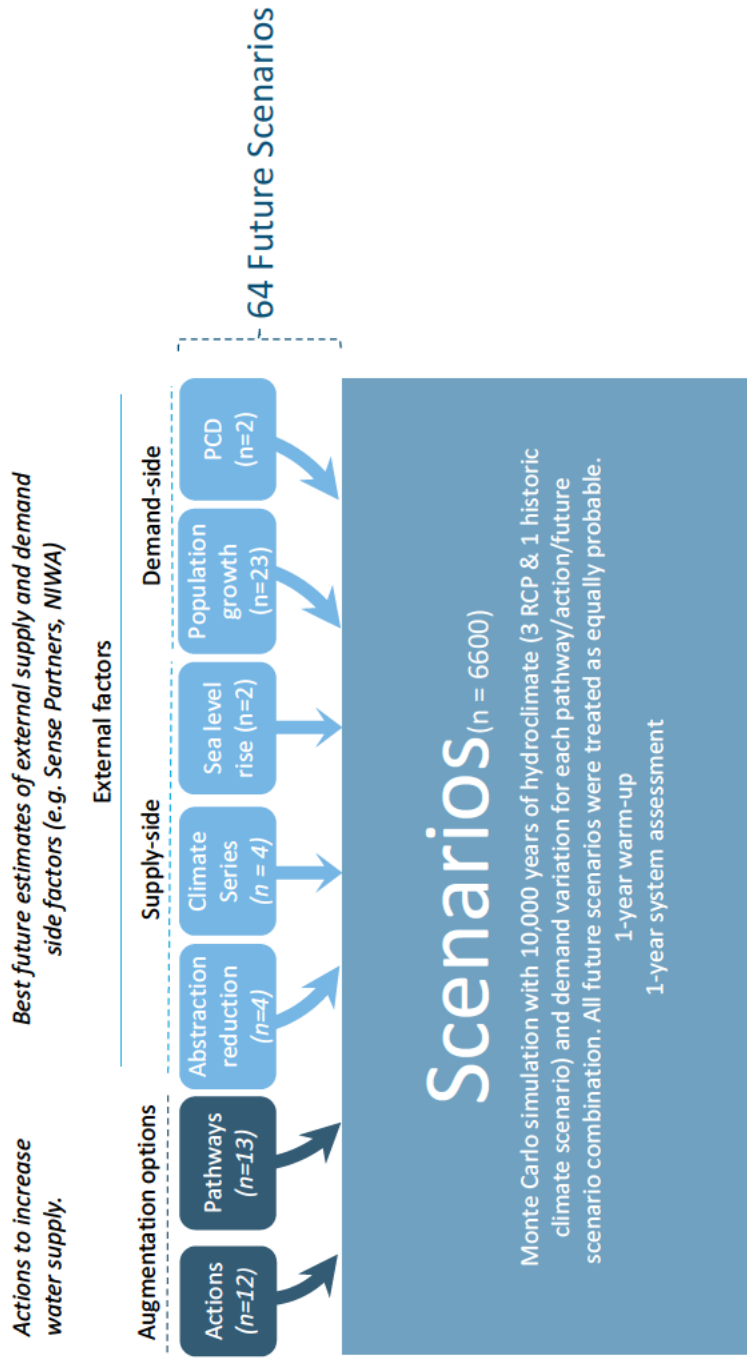 Actions to increase
water supply.
Best future estimates of external supply and demand
side factors (e.g. Sense Partners, NIWA)
External factors
Augmentation options
Supply-side
Demand-side
Actions
(n=12)
Pathways
(n=13)
Abstraction
reduction
(n=4)
Climate
Series
(n = 4)
Sea level
rise (n=2)
Population
growth
(n=23)
PCD
(n=2)
64 Future Scenarios
Scenarios (n = 6600)
Monte Carlo simulation with 10,000 years of hydroclimate (3 RCP & 1 historic
climate scenario) and demand variation for each pathway/action/future
scenario combination. All future scenarios were treated as equally probable.
1-year warm-up
1-year system assessment